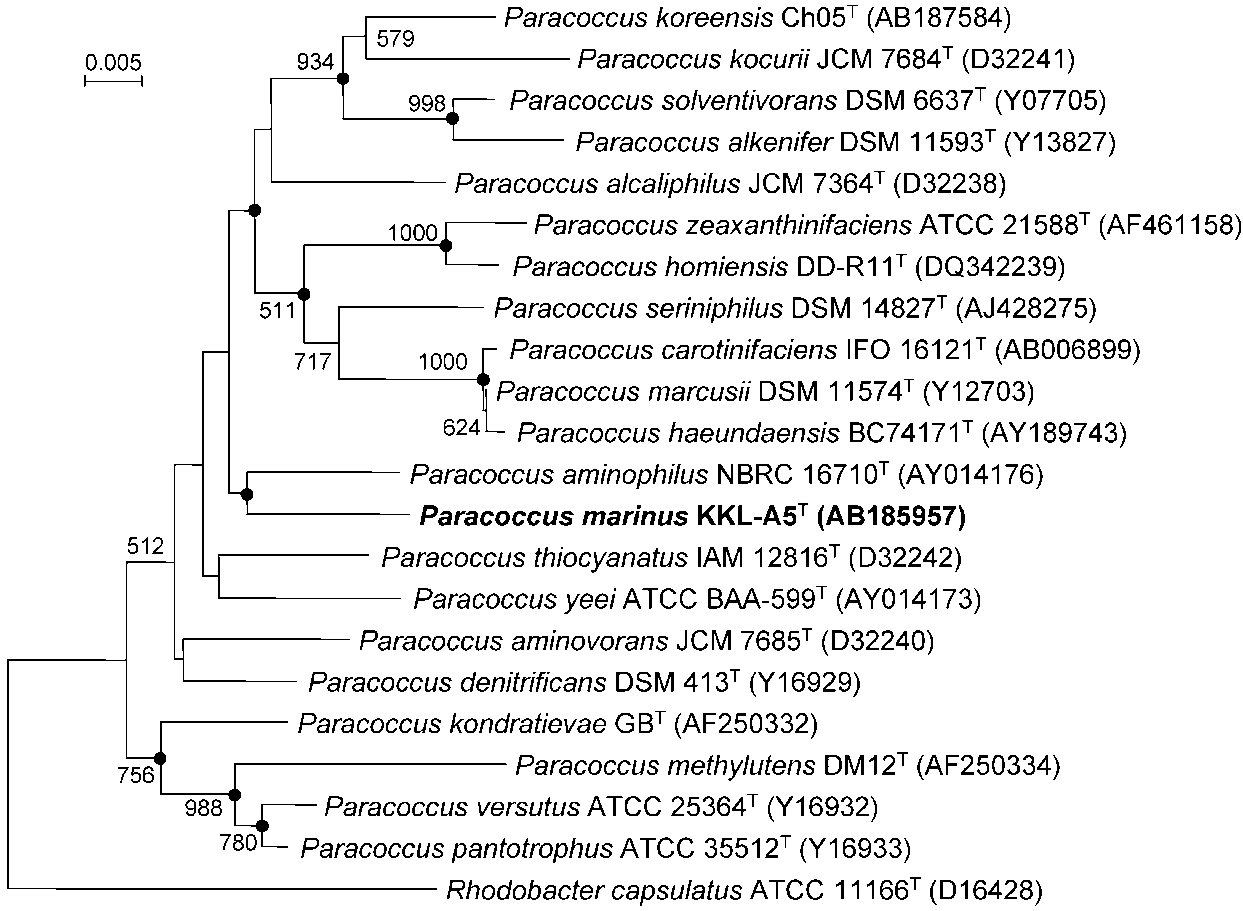 Paracoccus koreensis Ch05ᵀ (AB187584)
579
934
Paracoccus kocurii JCM 7684ᵀ (D32241)
0.005
998
Paracoccus solventivorans DSM 6637ᵀ (Y07705)
Paracoccus alkenifer DSM 11593ᵀ (Y13827)
Paracoccus alcaliphilus JCM 7364ᵀ (D32238)
1000
Paracoccus zeaxanthinifaciens ATCC 21588ᵀ (AF461158)
Paracoccus homiensis DD-R11ᵀ (DQ342239)
511
Paracoccus seriniphilus DSM 14827ᵀ (AJ428275)
717
1000
Paracoccus carotinifaciens IFO 16121ᵀ (AB006899)
Paracoccus marcusii DSM 11574ᵀ (Y12703)
624
Paracoccus haeundaensis BC74171ᵀ (AY189743)
Paracoccus aminophilus NBRC 16710ᵀ (AY014176)
Paracoccus marinus KKL-A5ᵀ (AB185957)
512
Paracoccus thiocyanatus IAM 12816ᵀ (D32242)
Paracoccus yeei ATCC BAA-599ᵀ (AY014173)
Paracoccus aminovorans JCM 7685ᵀ (D32240)
Paracoccus denitrificans DSM 413ᵀ (Y16929)
Paracoccus kondratievae GBᵀ (AF250332)
756
Paracoccus methylutens DM12ᵀ (AF250334)
988
Paracoccus versutus ATCC 25364ᵀ (Y16932)
780
Paracoccus pantotrophus ATCC 35512ᵀ (Y16933)
Rhodobacter capsulatus ATCC 11166ᵀ (D16428)